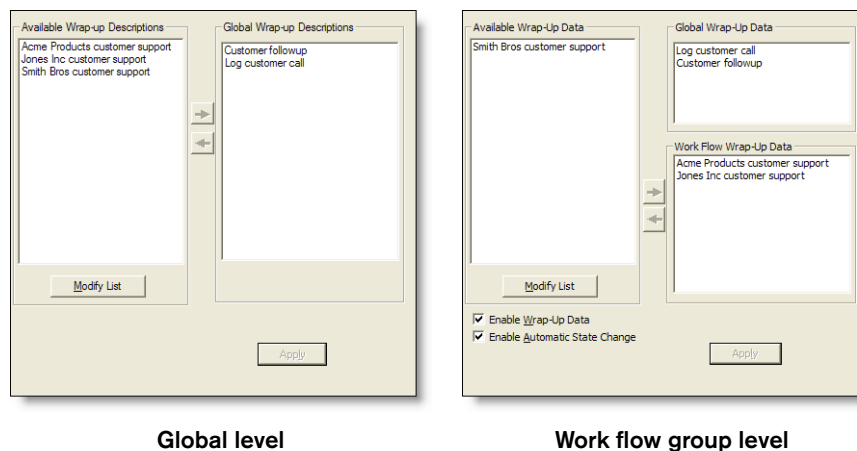 Available Wrap-up Descriptions
Acme Products customer support
Jones Inc customer support
Smith Bros customer support
Modify List
Global Wrap-up Descriptions
Customer followup
Log customer call
Apply
Global level
Available Wrap-Up Data
Smith Bros customer support
Modify List
Global Wrap-Up Data
Log customer call
Customer followup
Work Flow Wrap-Up Data
Acme Products customer support
Jones Inc customer support
Enable Wrap-Up Data
Enable Automatic State Change
Apply
Work flow group level